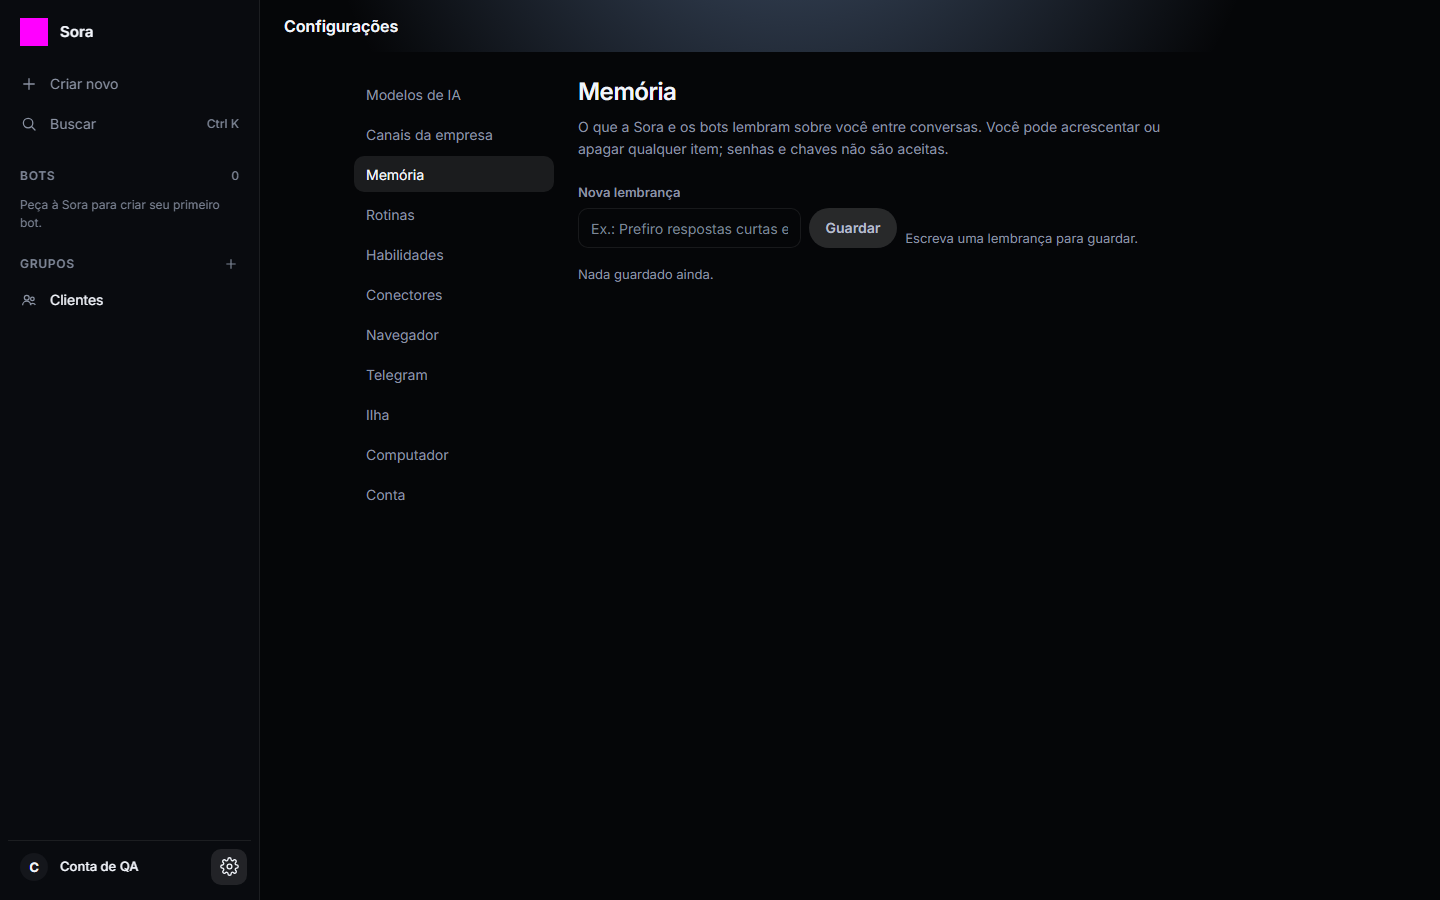 Sora
Criar novo
Buscar Ctrl K
BOTS 0
Peça à Sora para criar seu primeiro
bot.
GRUPOS
Clientes
C Conta de QA
Configurações
Modelos de IA
Canais da empresa
Memória
Rotinas
Habilidades
Conectores
Navegador
Telegram
Ilha
Computador
Conta
Memória
O que a Sora e os bots lembram sobre você entre conversas. Você pode acrescentar ou
apagar qualquer item; senhas e chaves não são aceitas.
Nova lembrança
Ex.: Prefiro respostas curtas e
Guardar
Escreva uma lembrança para guardar.
Nada guardado ainda.